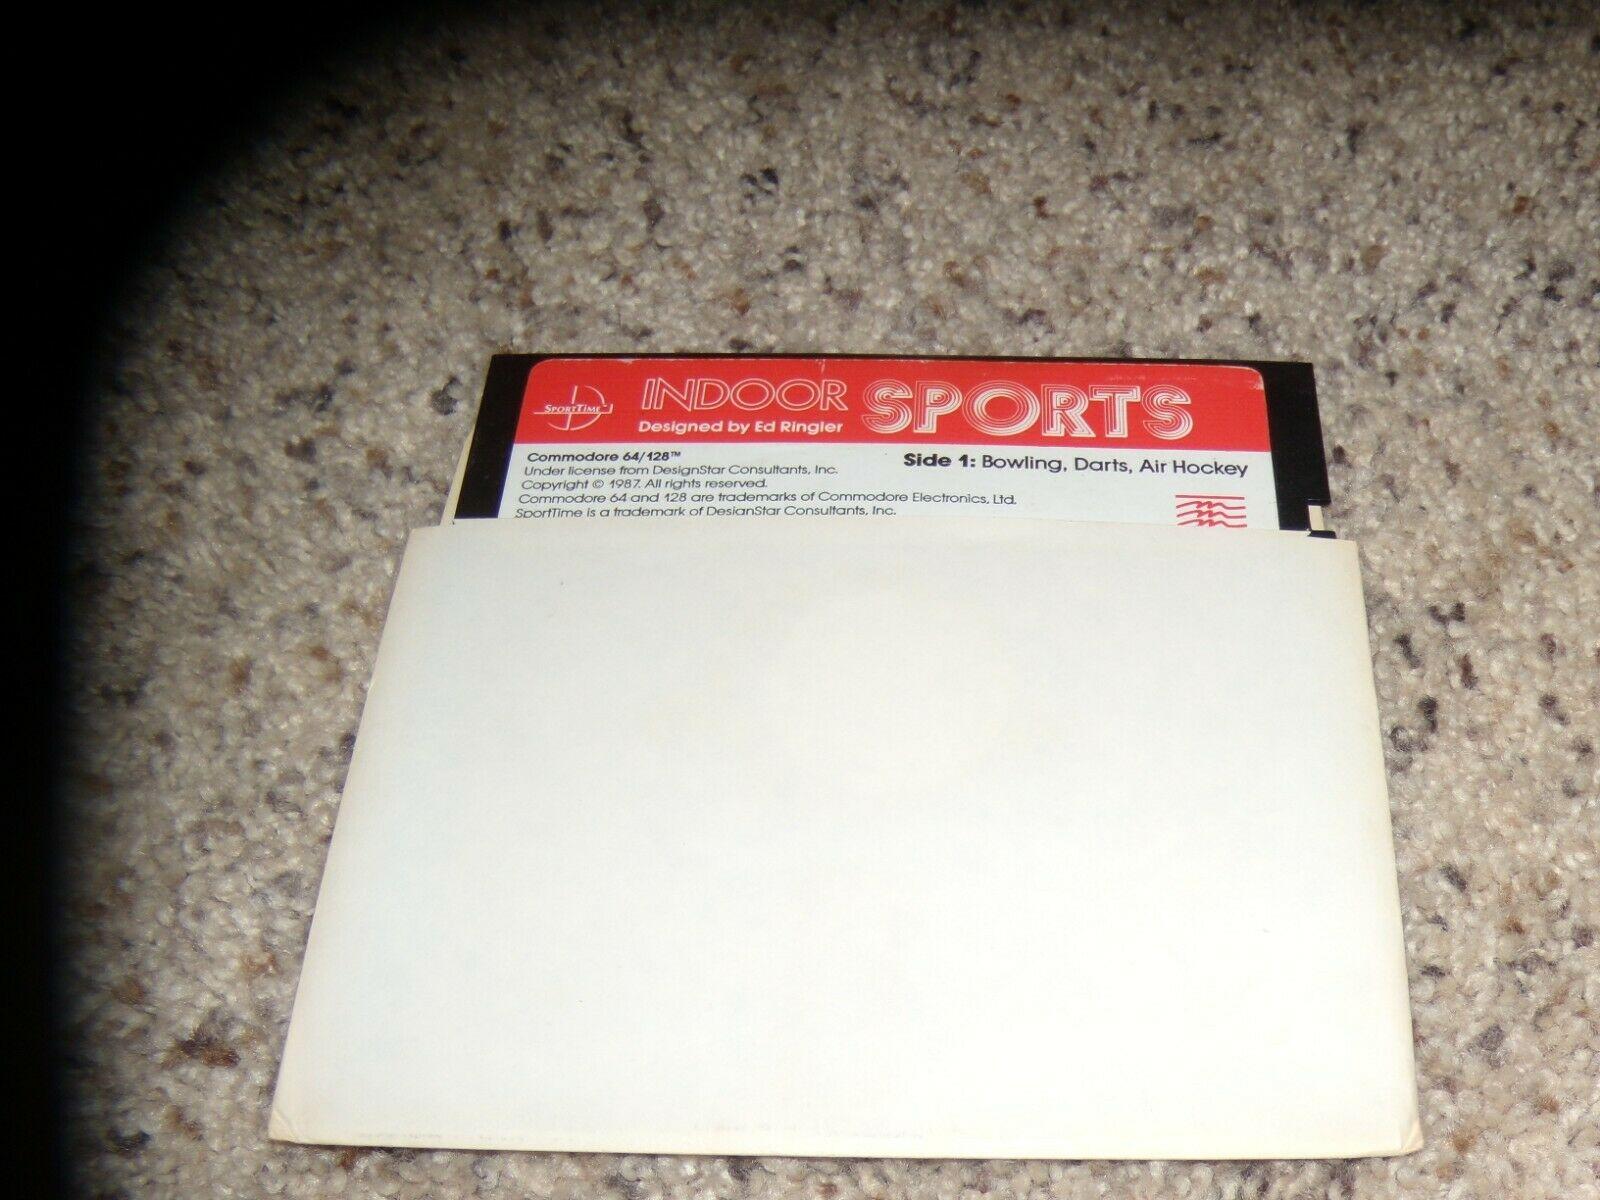 SPORTTIME
INDOOR SPORTS
Designed by Ed Ringler
Commodore 64/128™
Under license from DesignStar Consultants, Inc.
Copyright © 1987. All rights reserved.
Commodore 64 and 128 are trademarks of Commodore Electronics, Ltd.
SportTime is a trademark of DesignStar Consultants, Inc.
Side 1: Bowling, Darts, Air Hockey